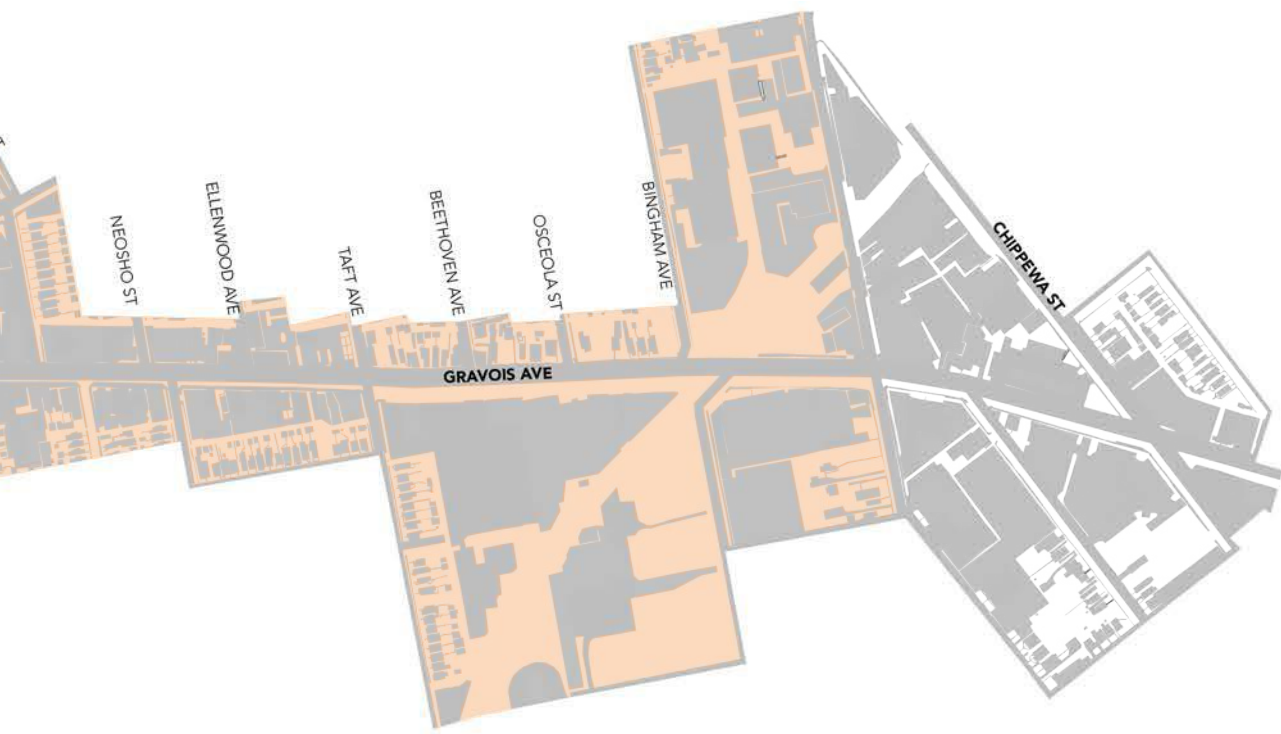 NEOSHO ST
ELLENWOOD AVE
TAFT AVE
BEETHOVEN AVE
OSCEOLA ST
BINGHAM AVE
CHIPPEWA ST
GRAVOIS AVE